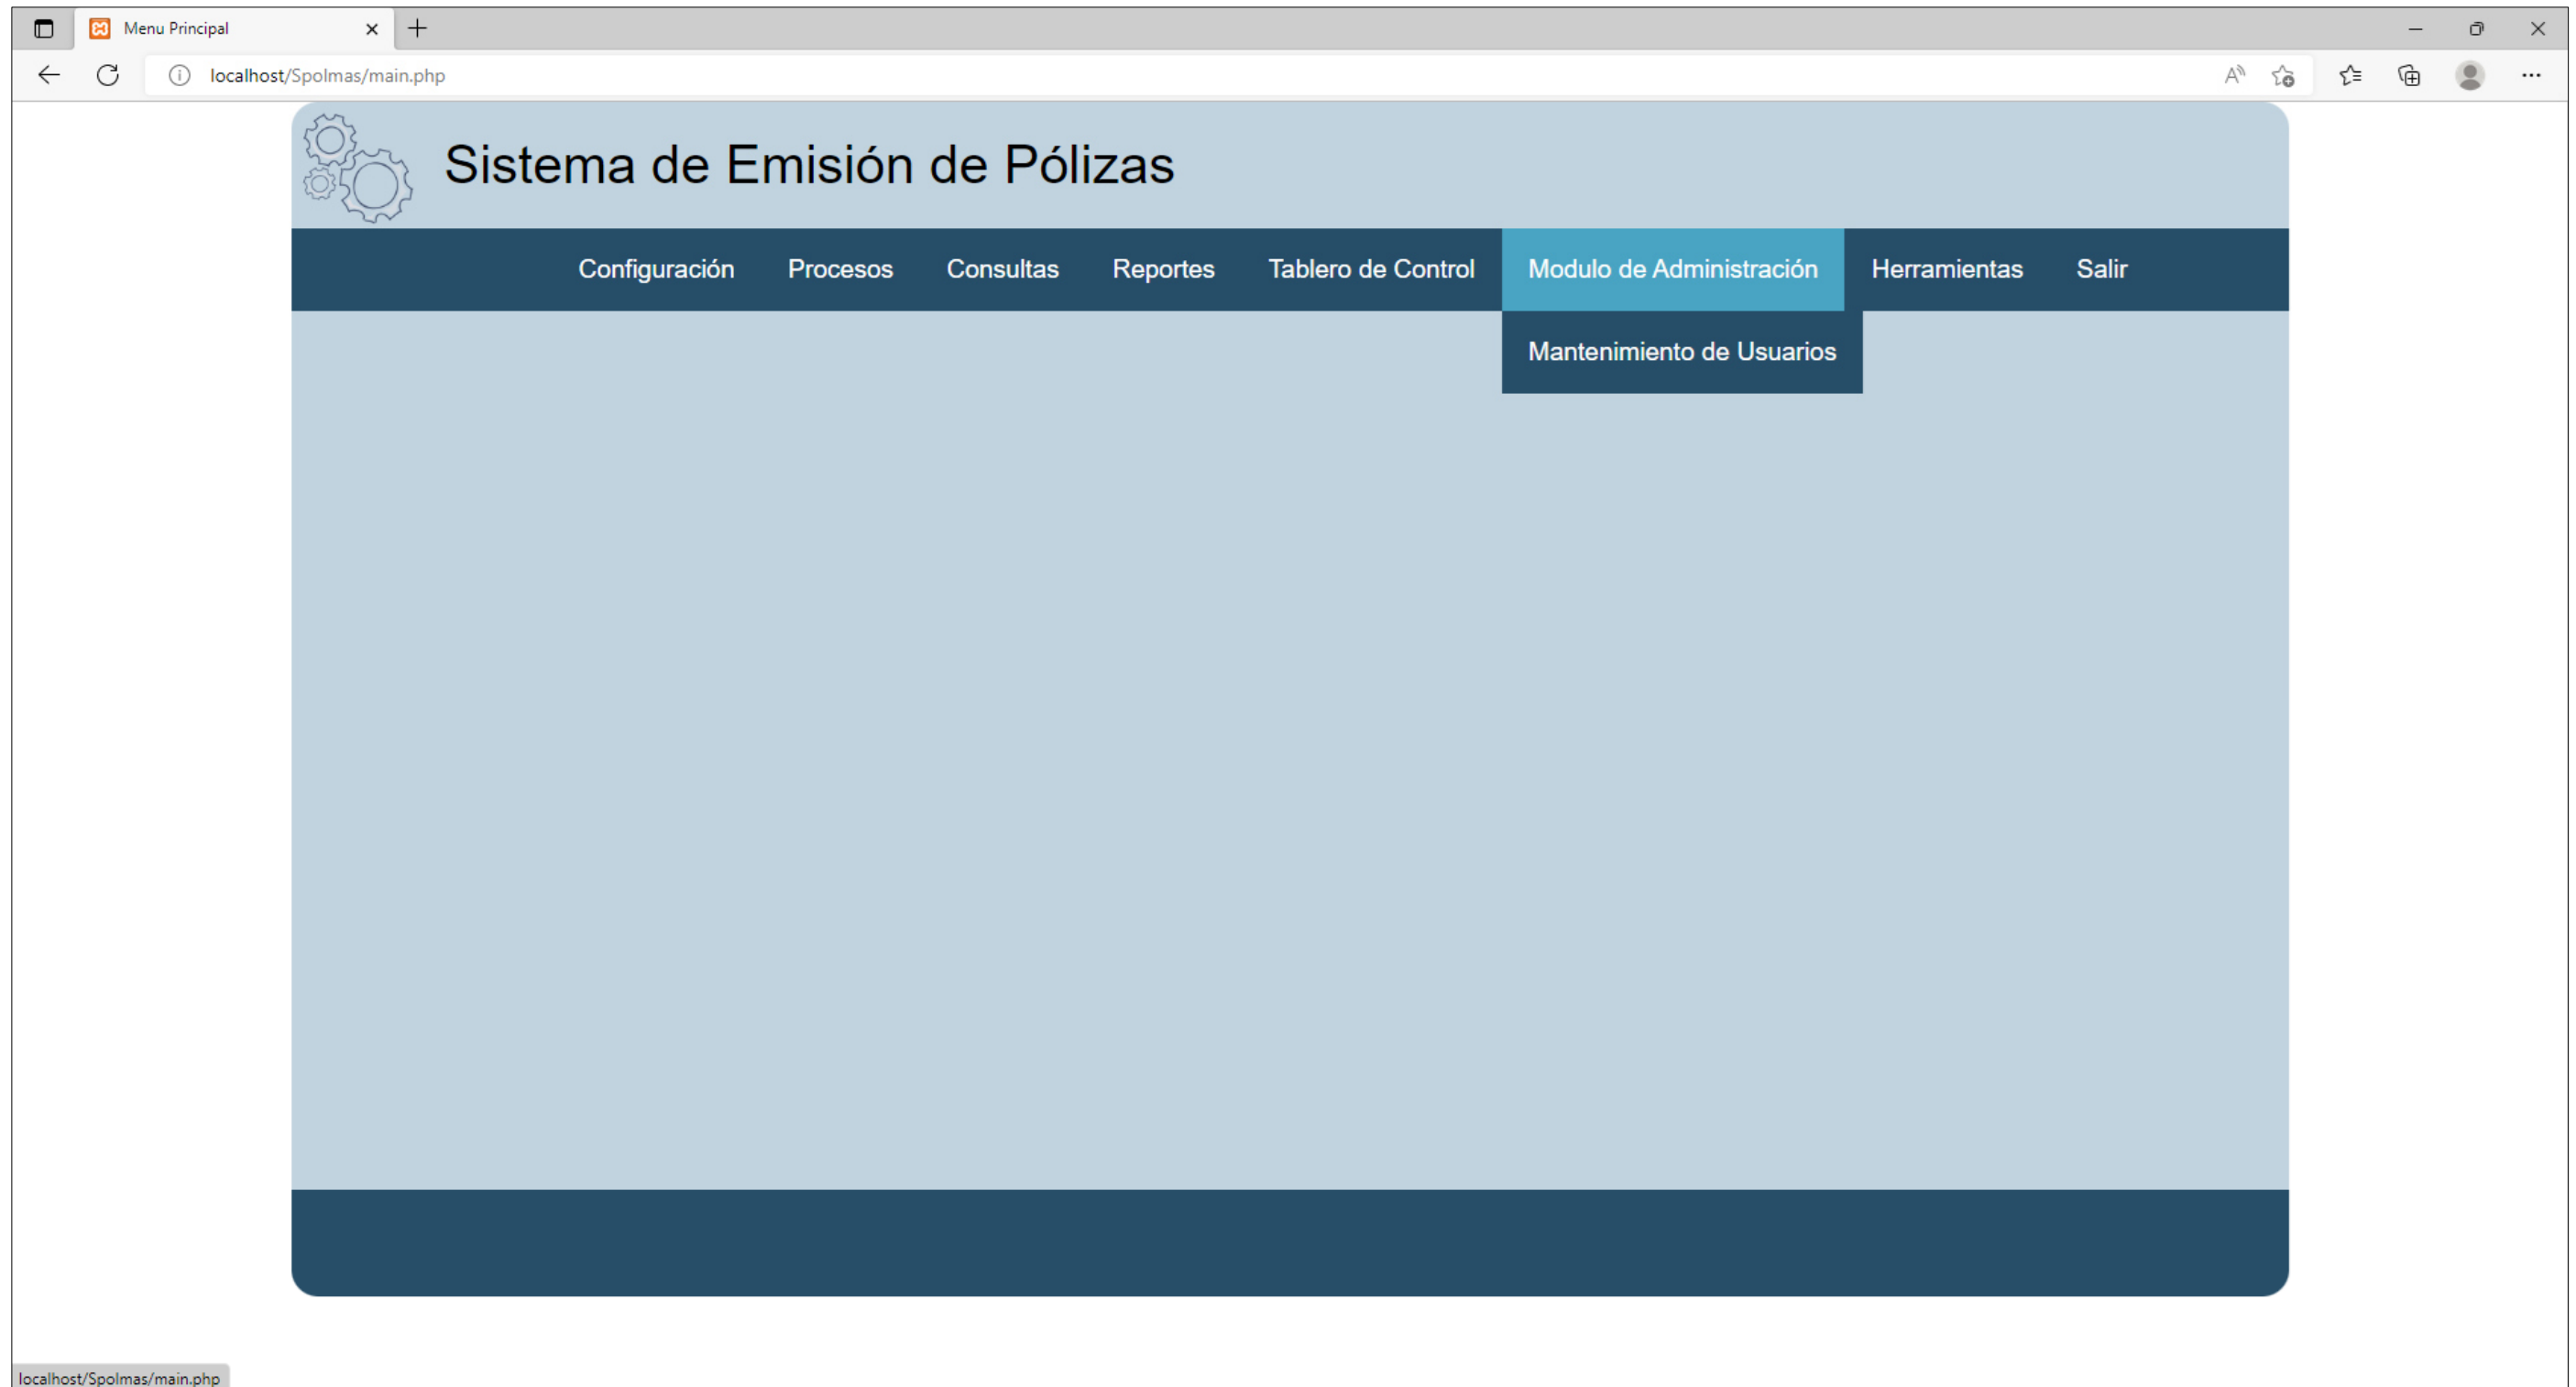 Menu Principal
localhost/Spolmas/main.php
Sistema de Emisión de Pólizas
Configuración Procesos Consultas Reportes Tablero de Control Modulo de Administración Herramientas Salir
Mantenimiento de Usuarios
localhost/Spolmas/main.php